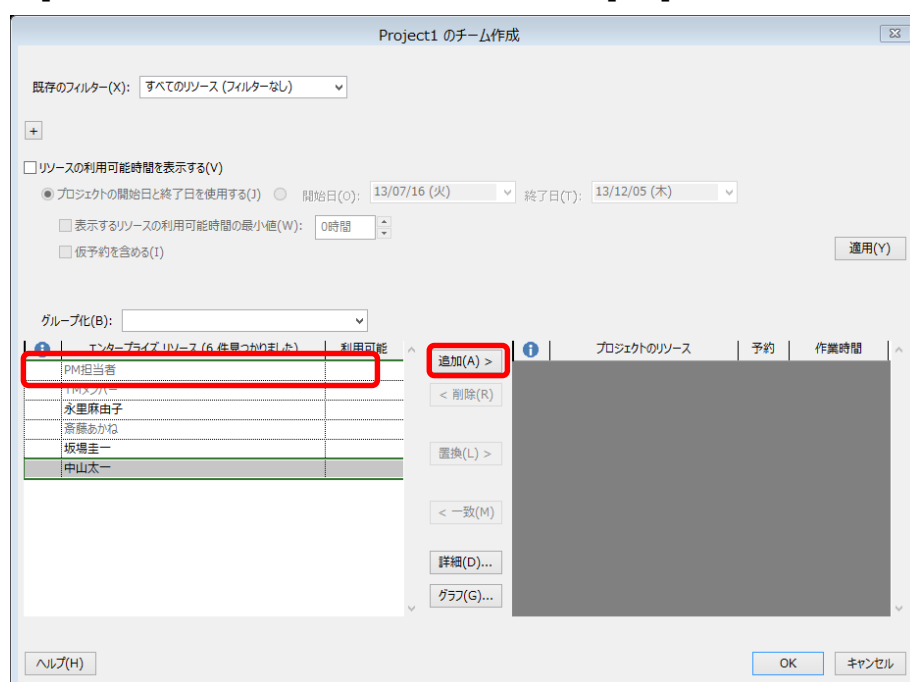 Project1 のチーム作成
既存のフィルター(X): すべてのリソース (フィルターなし)
+
リソースの利用可能時間を表示する(V)
プロジェクトの開始日と終了日を使用する(J) 開始日(O): 13/07/16 (火) 終了日(T): 13/12/05 (木)
表示するリソースの利用可能時間の最小値(W): 0時間
仮予約を含める(I)
適用(Y)
グループ化(B):
エンタープライズ リソース (6 件見つかりました) 利用可能
PM担当者
TMメンバー
永里麻由子
斎藤あかね
坂場圭一
中山太一
追加(A) >
< 削除(R)
置換(L) >
< 一致(M)
詳細(D)...
グラフ(G)...
プロジェクトのリソース 予約 作業時間
ヘルプ(H)
OK
キャンセル